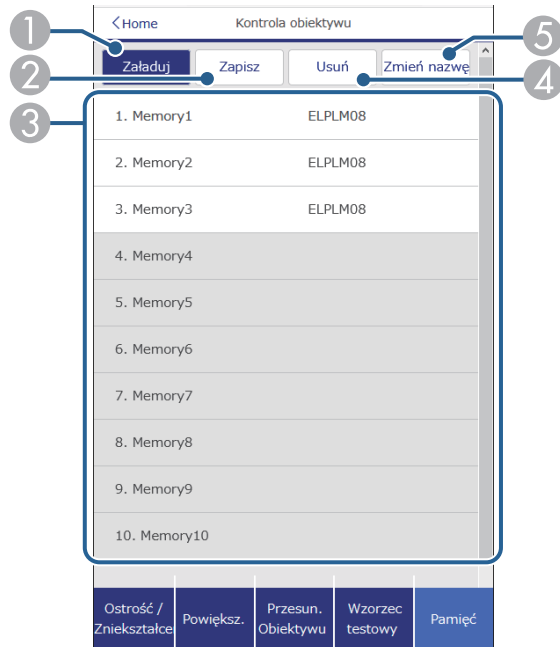 <Home Kontrola obiektywu
1 Załaduj 2 Zapisz Usuń 4 Zmień nazwę 5
3
1. Memory1 ELPLM08
2. Memory2 ELPLM08
3. Memory3 ELPLM08
4. Memory4
5. Memory5
6. Memory6
7. Memory7
8. Memory8
9. Memory9
10. Memory10
Ostrość / Zniekształce
Powiększ.
Przesun. Obiektywu
Wzorzec testowy
Pamięć